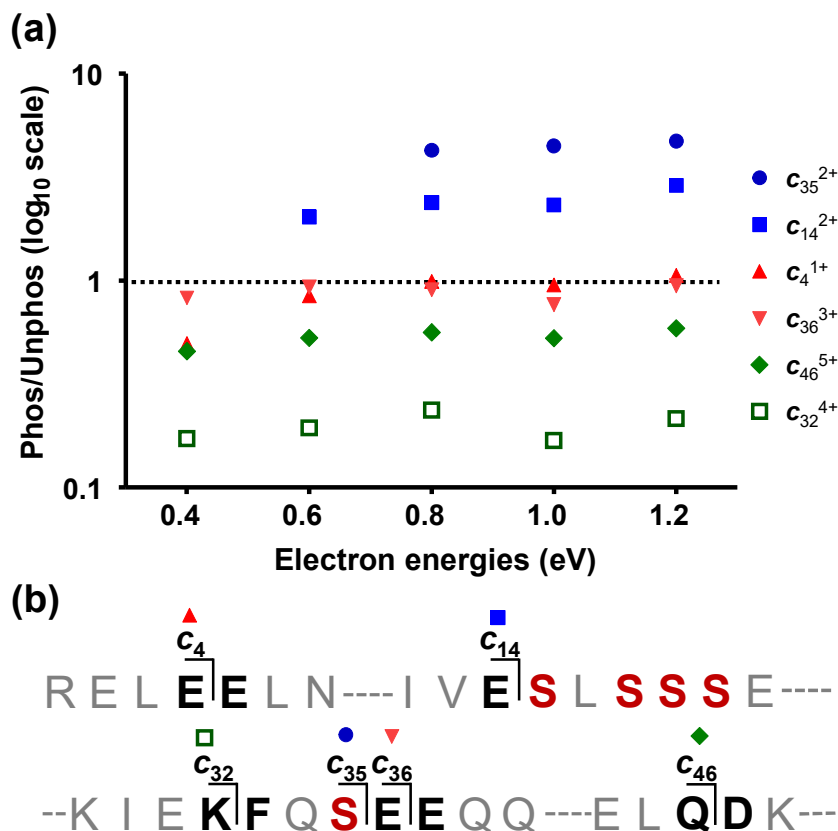 (a)
Phos/Unphos (log10 scale)
10
1
0.1
0.4 0.6 0.8 1.0 1.2
Electron energies (eV)
c35 2+
c14 2+
c4 1+
c36 3+
c46 5+
c32 4+
(b)
c4 c14
R E L E E L N ---- I V E S L S S S E ----
c32 c35 c36 c46
-- K I E K F Q S E E Q Q ---- E L Q D K ----